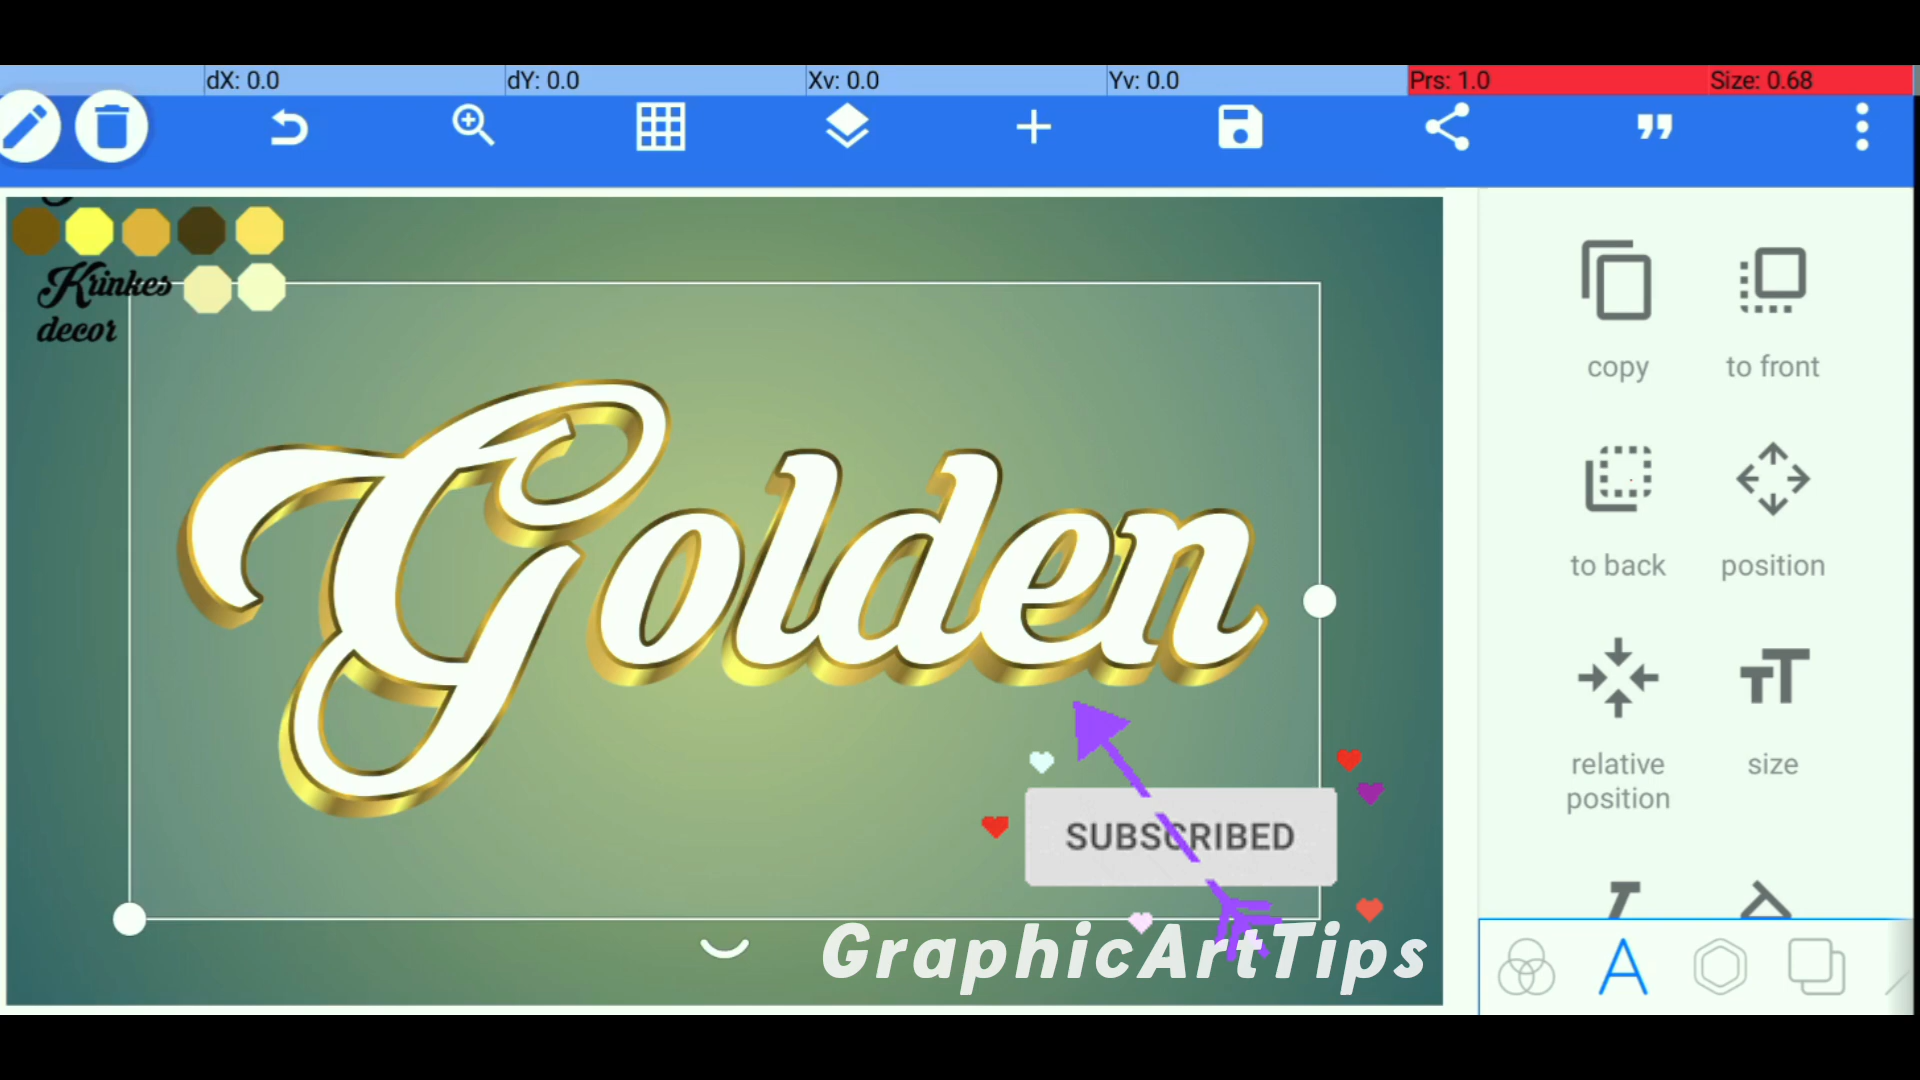 dX: 0.0 dY: 0.0 Xv: 0.0 Yv: 0.0 Prs: 1.0 Size: 0.68
Krinkes
decor
copy to front
Golden
to back position
relative position size
SUBSCRIBED
GraphicArtTips